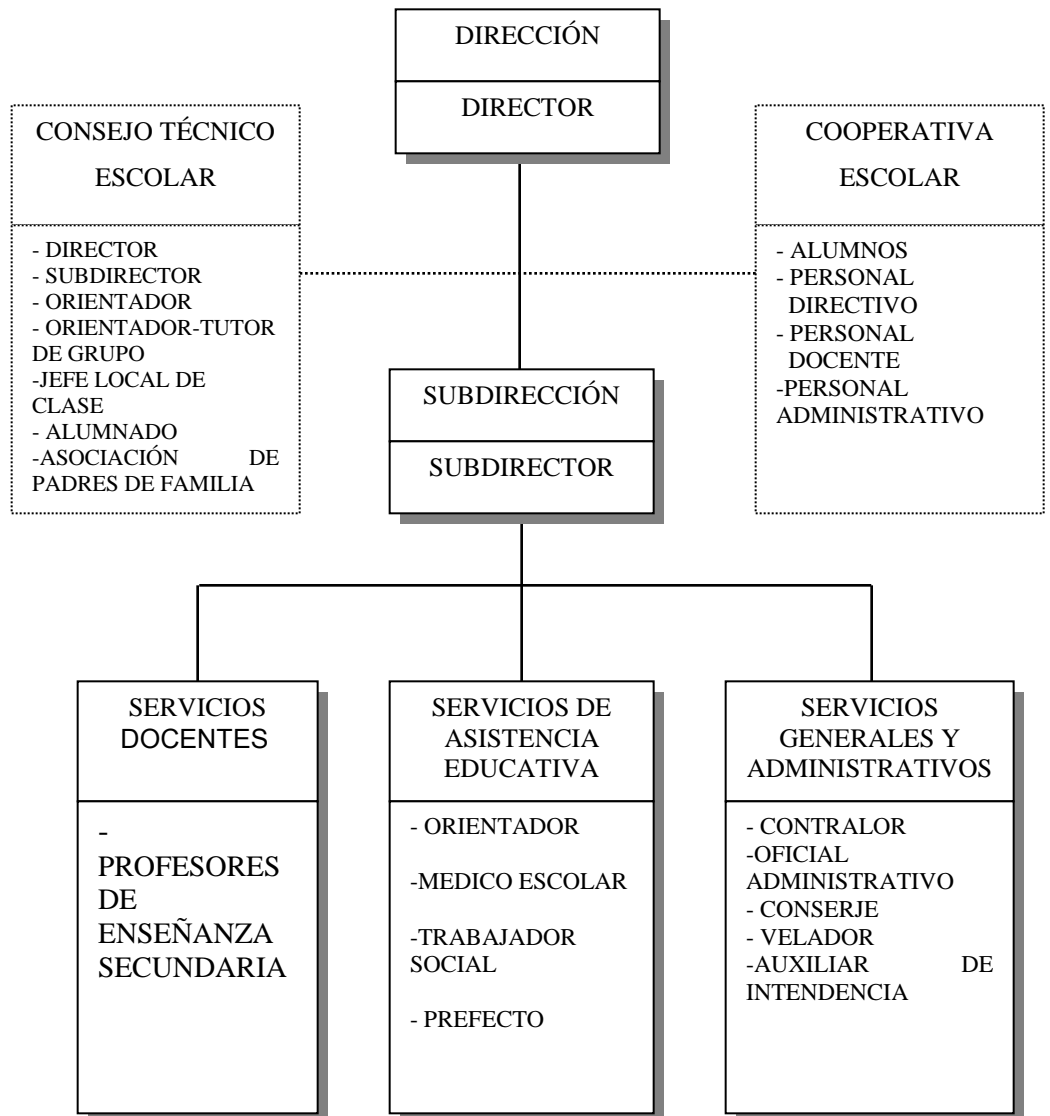 DIRECCIÓN
DIRECTOR
CONSEJO TÉCNICO
ESCOLAR
- DIRECTOR
- SUBDIRECTOR
- ORIENTADOR
- ORIENTADOR-TUTOR
DE GRUPO
-JEFE LOCAL DE
CLASE
- ALUMNADO
-ASOCIACIÓN DE
PADRES DE FAMILIA
COOPERATIVA
ESCOLAR
- ALUMNOS
- PERSONAL
DIRECTIVO
- PERSONAL
DOCENTE
-PERSONAL
ADMINISTRATIVO
SUBDIRECCIÓN
SUBDIRECTOR
SERVICIOS
DOCENTES
-
PROFESORES
DE
ENSEÑANZA
SECUNDARIA
SERVICIOS DE
ASISTENCIA
EDUCATIVA
- ORIENTADOR
-MEDICO ESCOLAR
-TRABAJADOR
SOCIAL
- PREFECTO
SERVICIOS
GENERALES Y
ADMINISTRATIVOS
- CONTRALOR
-OFICIAL
ADMINISTRATIVO
- CONSERJE
- VELADOR
-AUXILIAR DE
INTENDENCIA